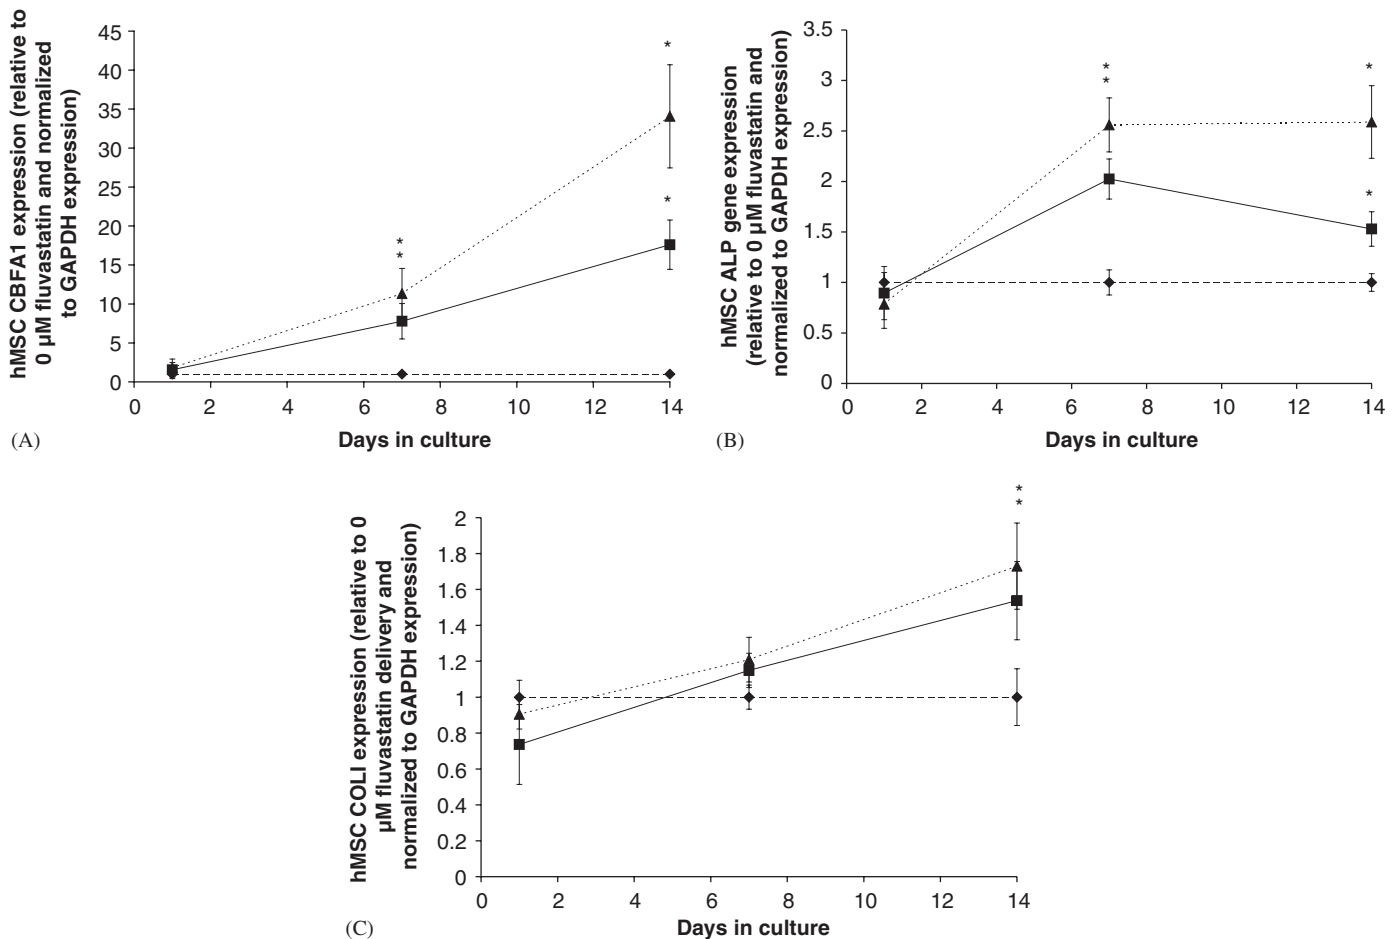 hMSC CBFA1 expression (relative to
0 µM fluvastatin and normalized
to GAPDH expression)
45
40
35
30
25
20
15
10
5
0
*
*
*
*
0 2 4 6 8 10 12 14
Days in culture
(A)
hMSC ALP gene expression
(relative to 0 µM fluvastatin and
normalized to GAPDH expression)
3.5
3
2.5
2
1.5
1
0.5
0
*
*
*
*
0 2 4 6 8 10 12 14
Days in culture
(B)
hMSC COLI expression (relative to 0
µM fluvastatin delivery and
normalized to GAPDH expression)
2
1.8
1.6
1.4
1.2
1
0.8
0.6
0.4
0.2
0
*
*
0 2 4 6 8 10 12 14
Days in culture
(C)